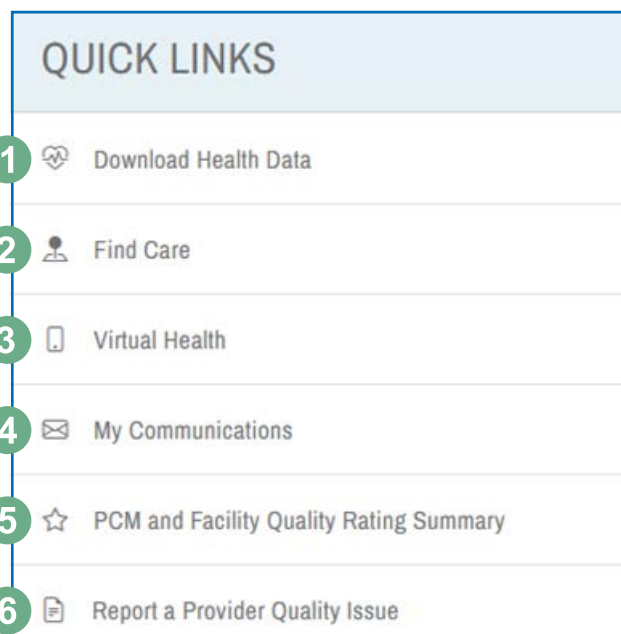 QUICK LINKS
1 Download Health Data
2 Find Care
3 Virtual Health
4 My Communications
5 PCM and Facility Quality Rating Summary
6 Report a Provider Quality Issue